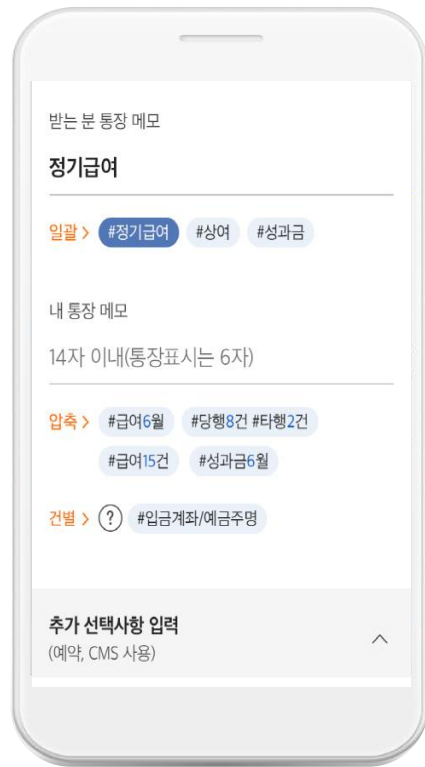 받는 분 통장 메모
정기급여
일괄 > #정기급여 #상여 #성과금
내 통장 메모
14자 이내(통장표시는 6자)
압축 > #급여6월 #당행8건 #타행2건
#급여15건 #성과금6월
건별 > ? #입금계좌/예금주명
추가 선택사항 입력
(예약, CMS 사용)